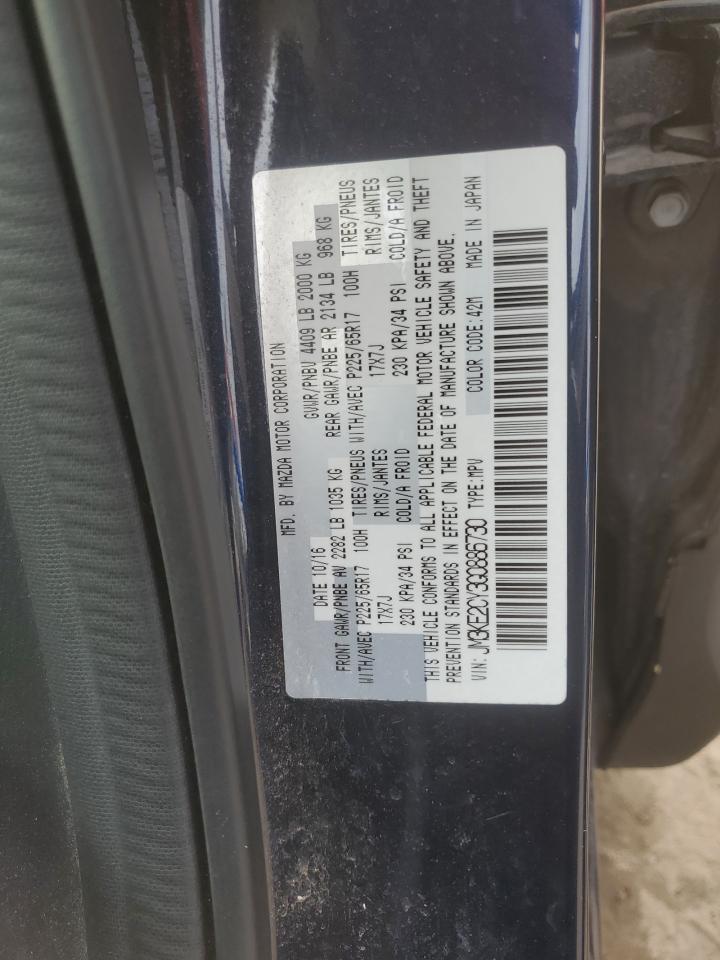 MFD. BY MAZDA MOTOR CORPORATION
DATE 10/16 GVWR/PNBV 4409 LB 2000 KG
FRONT GAWR/PNBE AV 2282 LB 1035 KG REAR GAWR/PNBE AR 2134 LB 968 KG
WITH/AVEC P225/65R17 100H TIRES/PNEUS WITH/AVEC P225/65R17 100H TIRES/PNEUS
17X7J RIMS/JANTES 17X7J RIMS/JANTES
230 KPA/34 PSI COLD/A FROID 230 KPA/34 PSI COLD/A FROID
THIS VEHICLE CONFORMS TO ALL APPLICABLE FEDERAL MOTOR VEHICLE SAFETY AND THEFT
PREVENTION STANDARDS IN EFFECT ON THE DATE OF MANUFACTURE SHOWN ABOVE.
VIN: JM3KE2CY3G0886730 TYPE:MPV COLOR CODE:42M MADE IN JAPAN